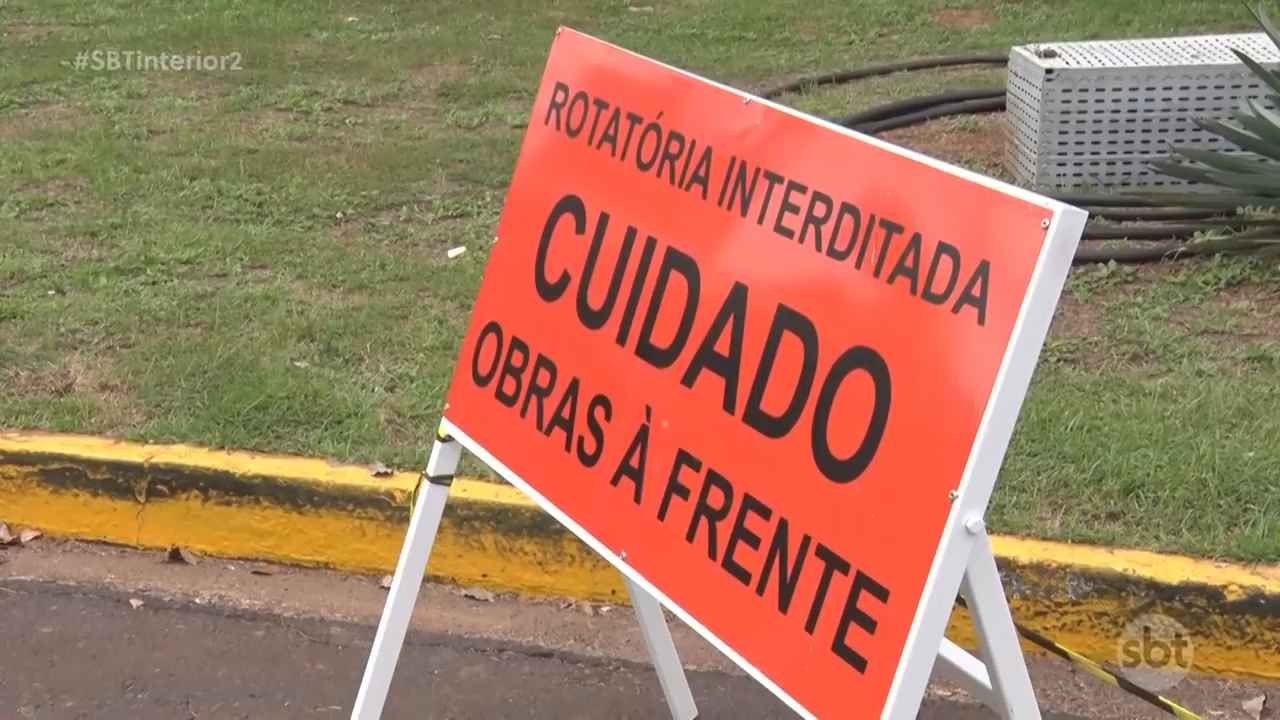 #SBTinterior2
ROTATÓRIA INTERDITADA
CUIDADO
OBRAS À FRENTE
sbt